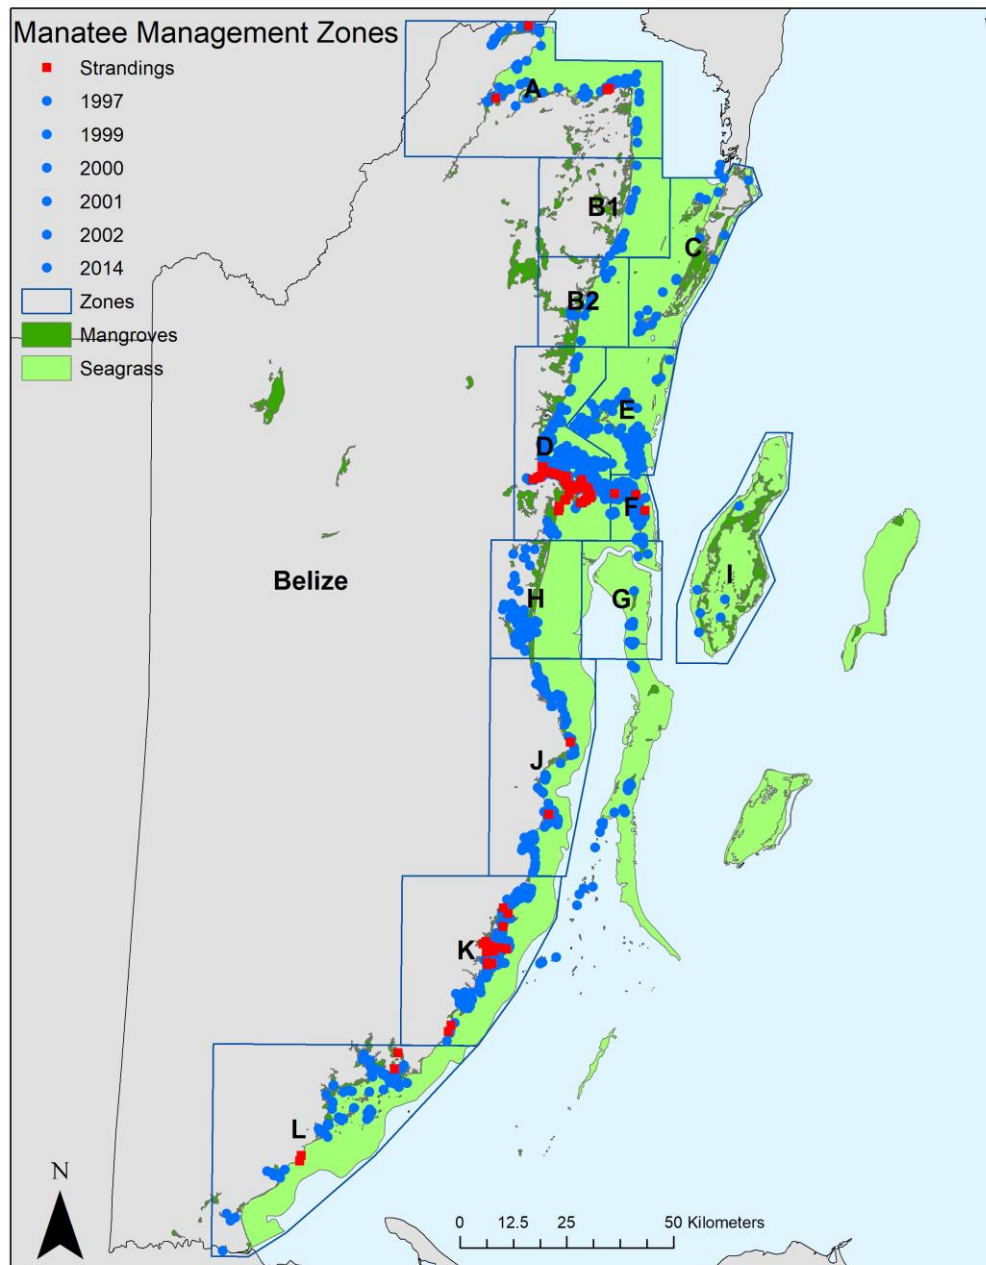 Manatee Management Zones
Strandings
1997
1999
2000
2001
2002
2014
Zones
Mangroves
Seagrass
A
B1
C
B2
E
D
F
Belize
H
G
I
J
K
L
N
0 12.5 25 50 Kilometers